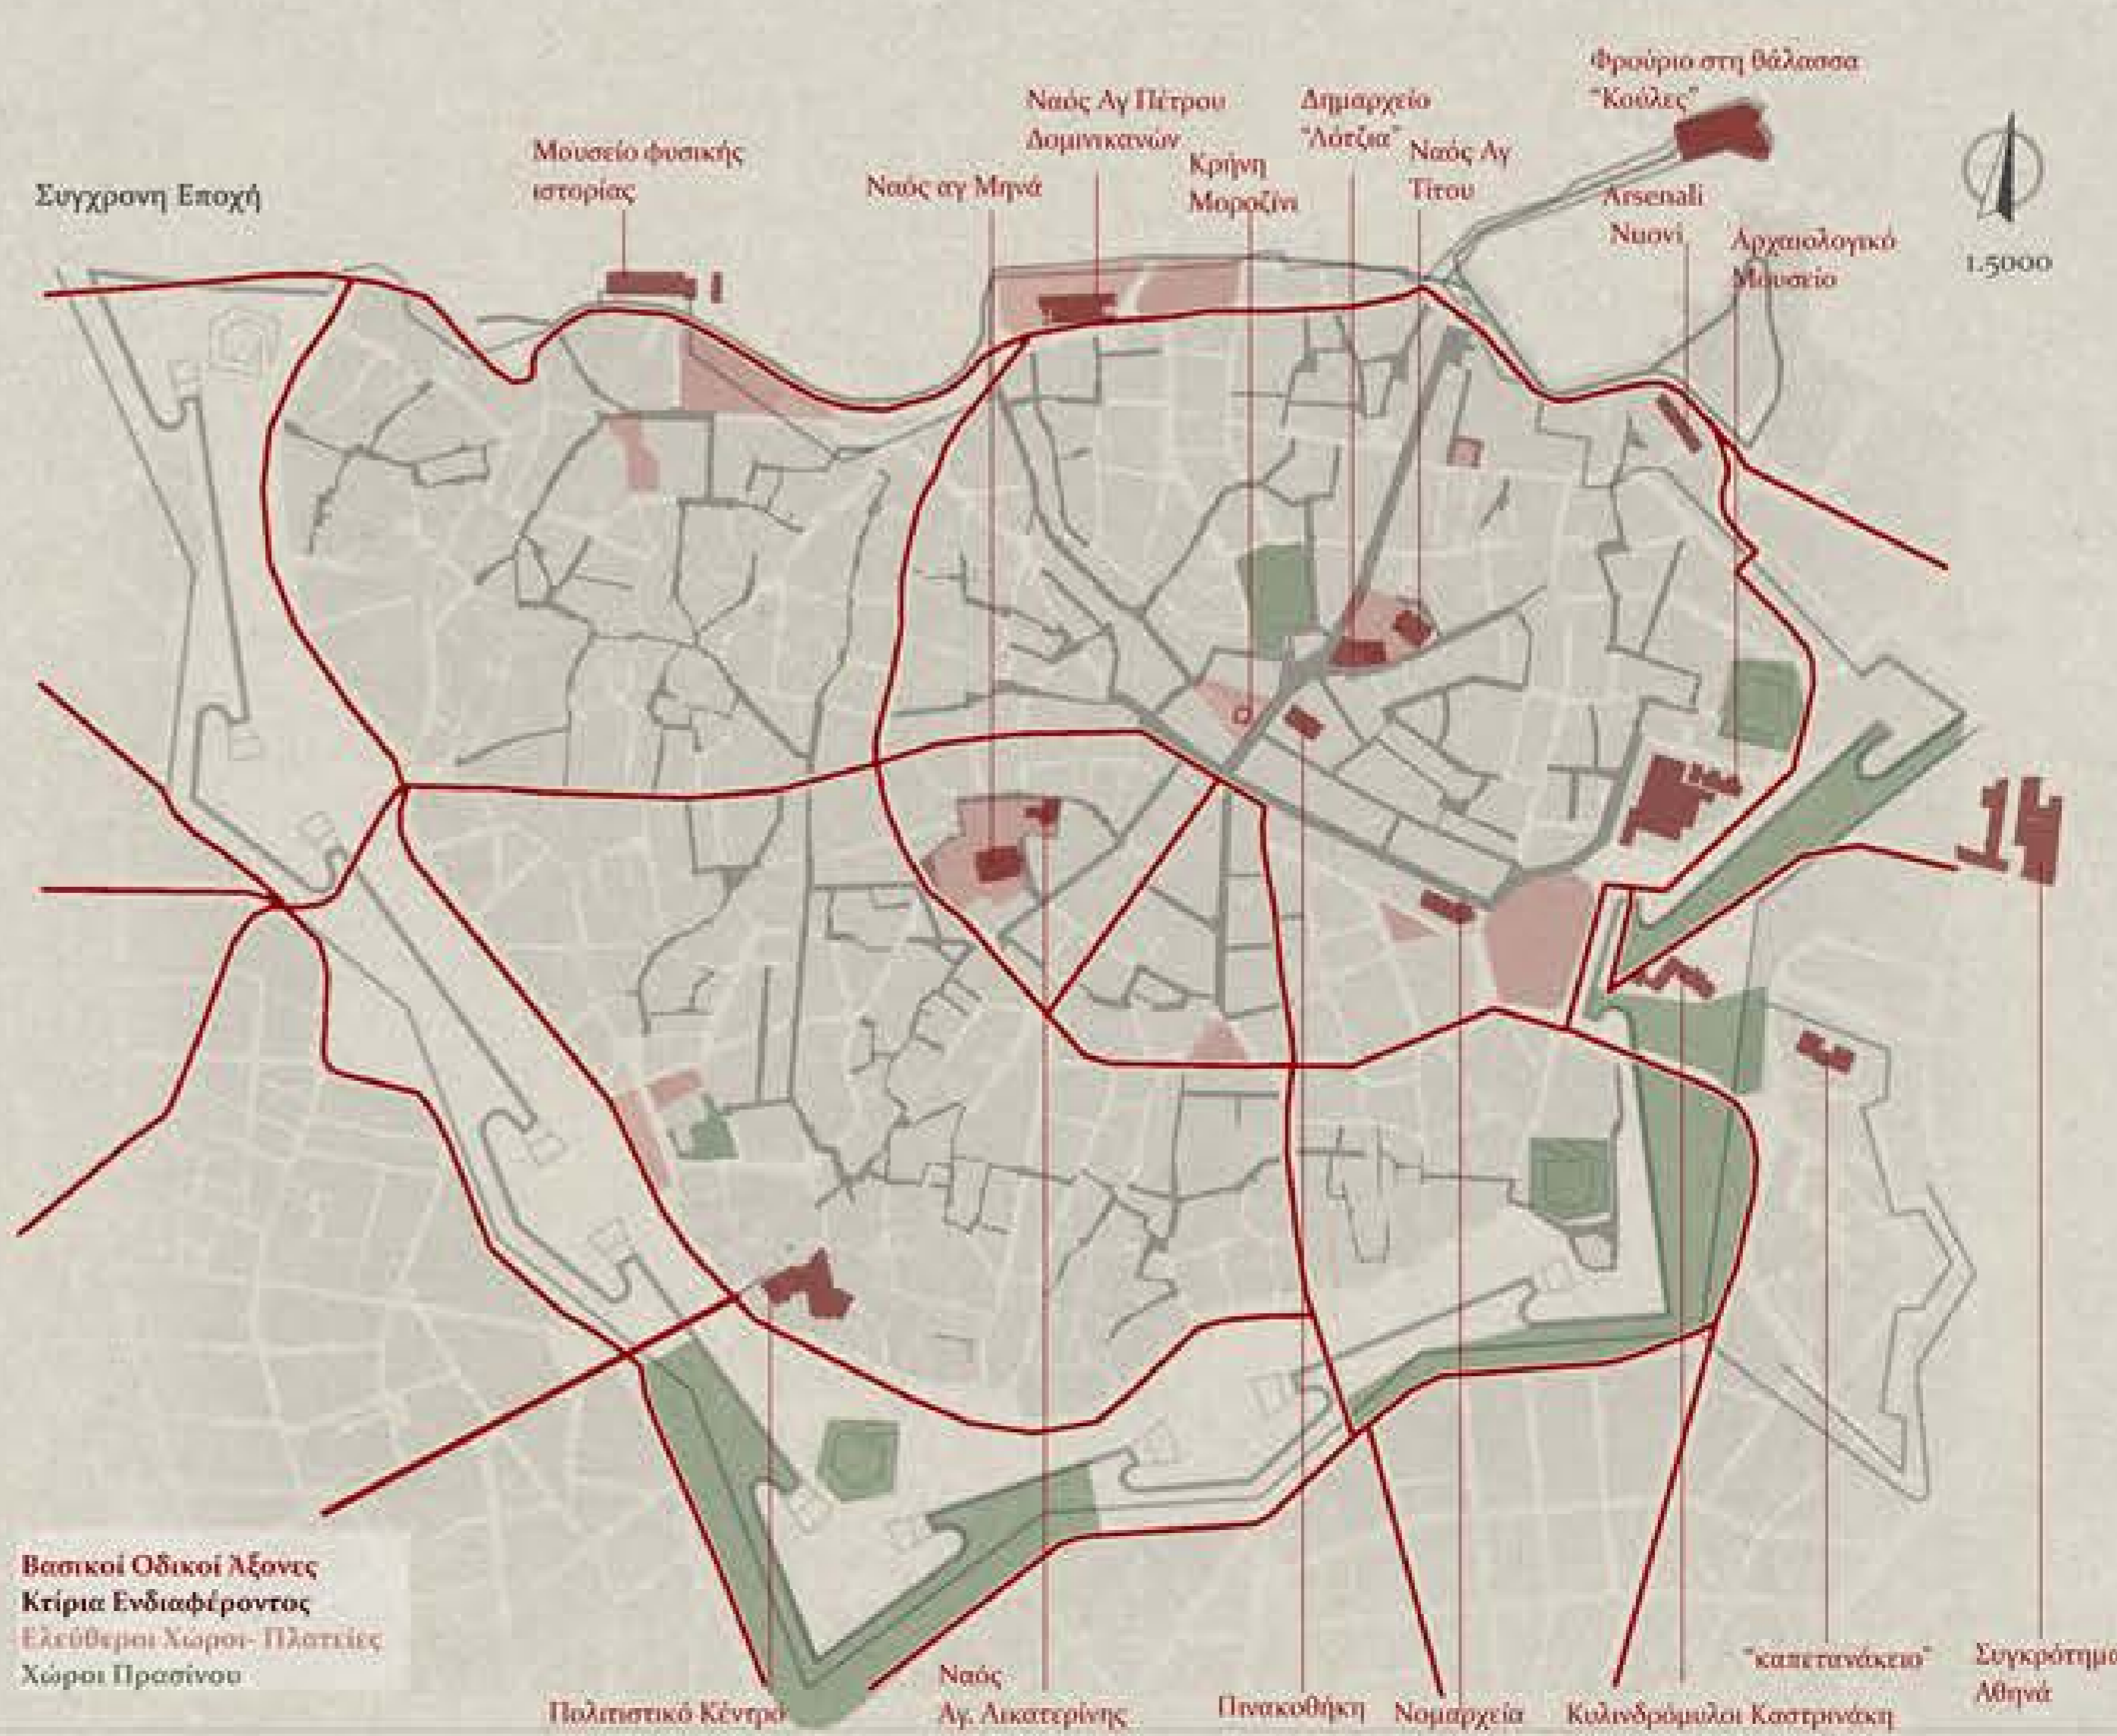 Φρούριο στη θάλασσα
"Κούλες"
Ναός Αγ Πέτρου
Δομινικανών
Δημαρχείο
"Λότζια"
Μουσείο φυσικής
ιστορίας
Ναός αγ Μηνά
Κρήνη
Μοροζίνι
Ναός Αγ
Τίτου
Συγχρονη Εποχή
Arsenali
Nuovi
Αρχαιολογικό
Μουσείο
1.5000
Βασικοί Οδικοί Άξονες
Κτίρια Ενδιαφέροντος
Ελεύθεροι Χωροι- Πλατείες
Χώροι Πρασίνου
Πολιτιστικό Κέντρο
Ναός
Αγ. Αικατερίνης
Πινακοθήκη
Νομαρχεία
Κυλινδρόμυλοι Καστρινάκη
"καπετανάκειο"
Συγκρότημα
Αθηνά